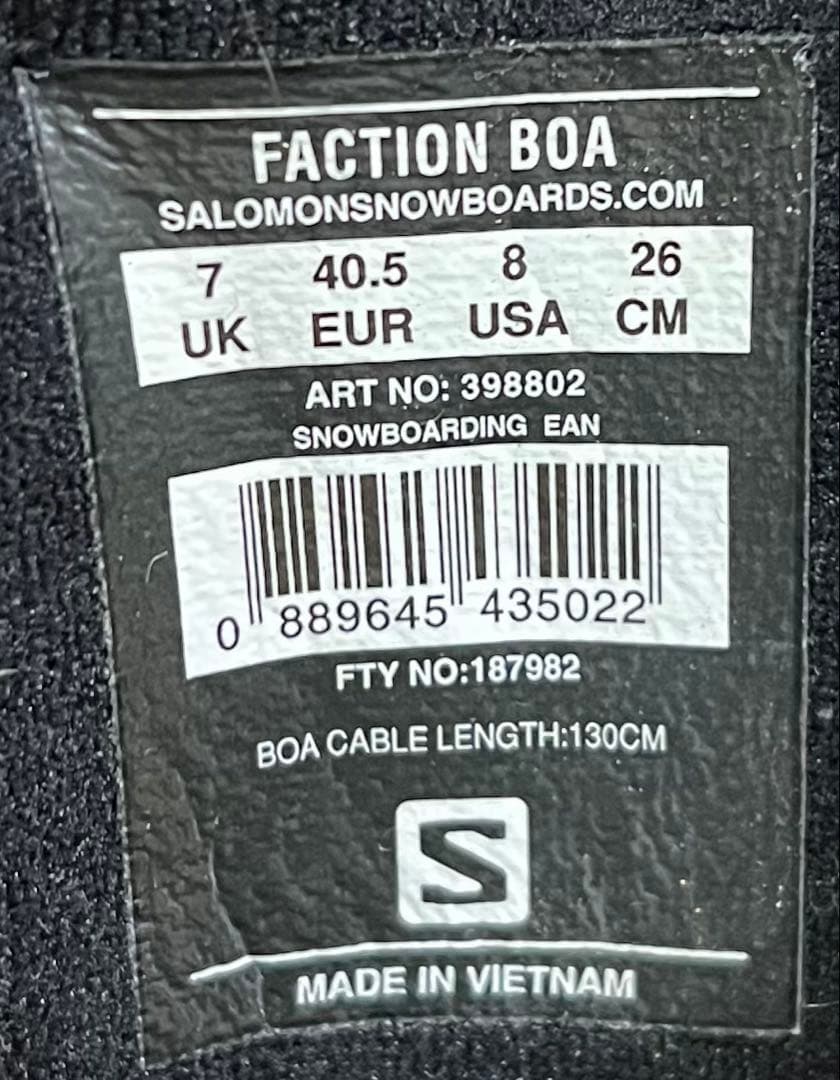 FACTION BOA
SALOMONSNOWBOARDS.COM
7 40.5 8 26
UK EUR USA CM
ART NO: 398802
SNOWBOARDING EAN
0 889645 435022
FTY NO:187982
BOA CABLE LENGTH:130CM
S
MADE IN VIETNAM